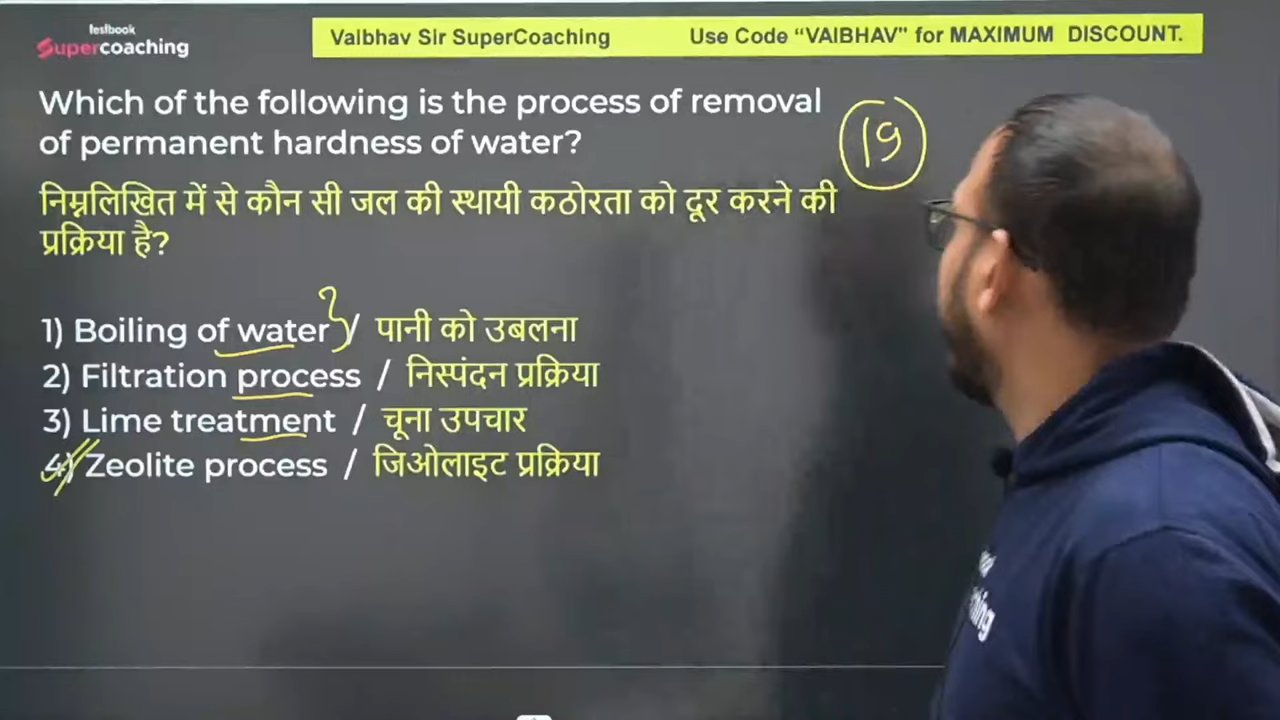 testbook
Supercoaching
Vaibhav Sir SuperCoaching Use Code “VAIBHAV” for MAXIMUM DISCOUNT.
Which of the following is the process of removal
of permanent hardness of water?
19
निम्नलिखित में से कौन सी जल की स्थायी कठोरता को दूर करने की
प्रक्रिया है?
1) Boiling of water / पानी को उबलना
2) Filtration process / निस्पंदन प्रक्रिया
3) Lime treatment / चूना उपचार
4) Zeolite process / जिओलाइट प्रक्रिया